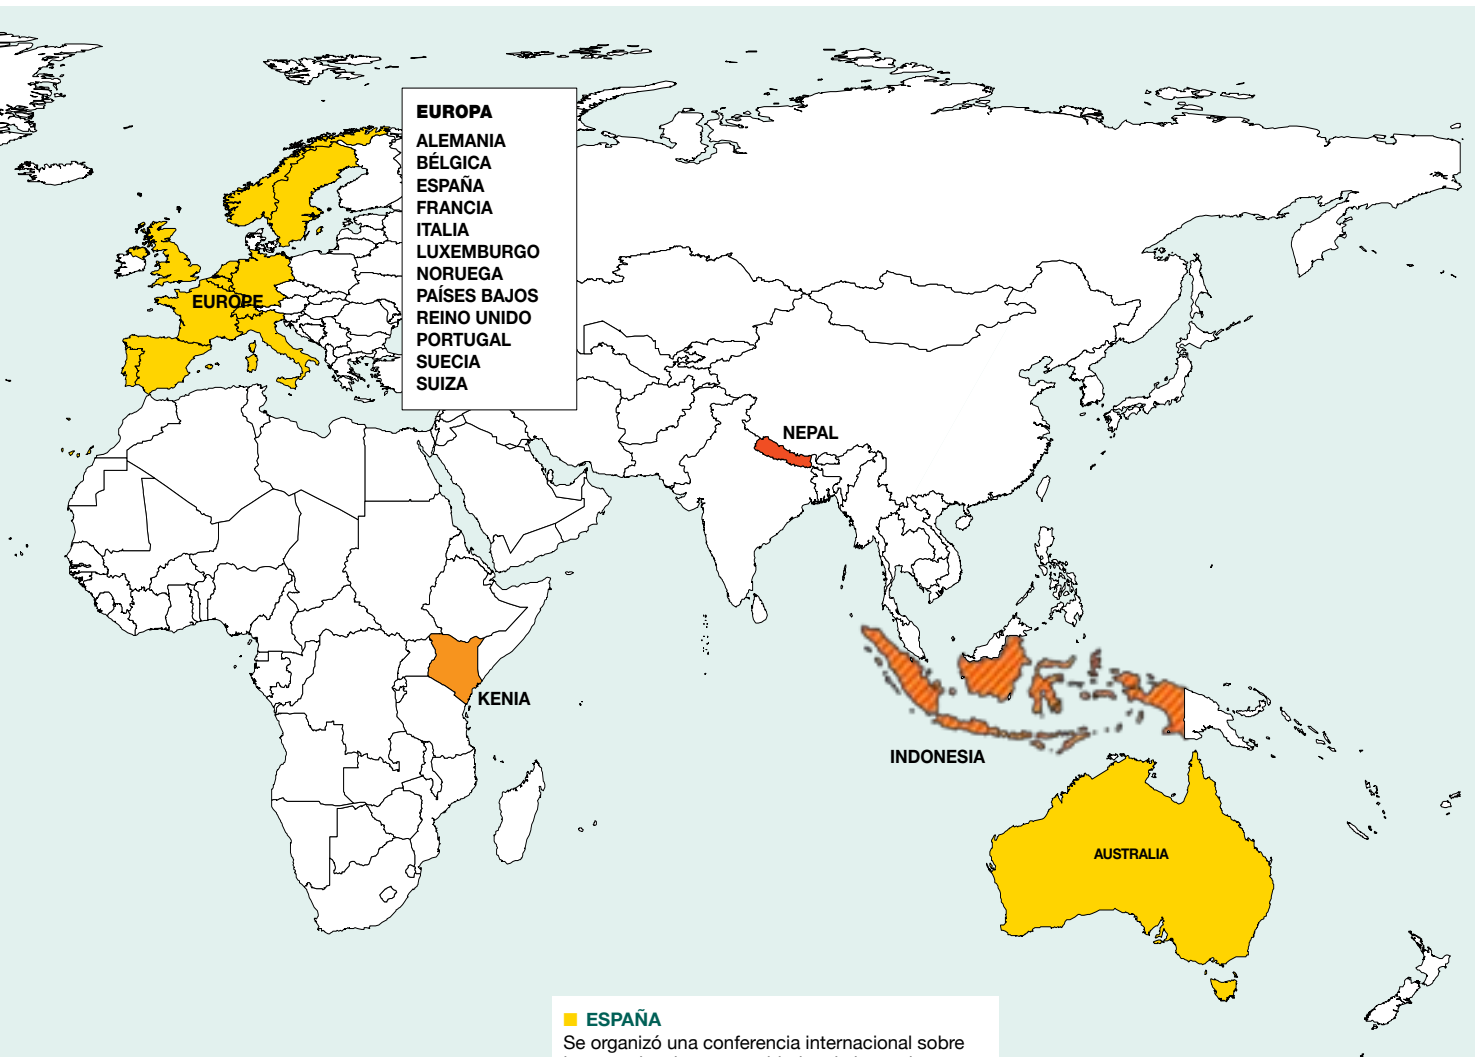 EUROPA
ALEMANIA
BÉLGICA
ESPAÑA
FRANCIA
ITALIA
LUXEMBURGO
NORUEGA
PAÍSES BAJOS
REINO UNIDO
PORTUGAL
SUECIA
SUIZA
EUROPE
NEPAL
KENIA
INDONESIA
AUSTRALIA
ESPAÑA
Se organizó una conferencia internacional sobre